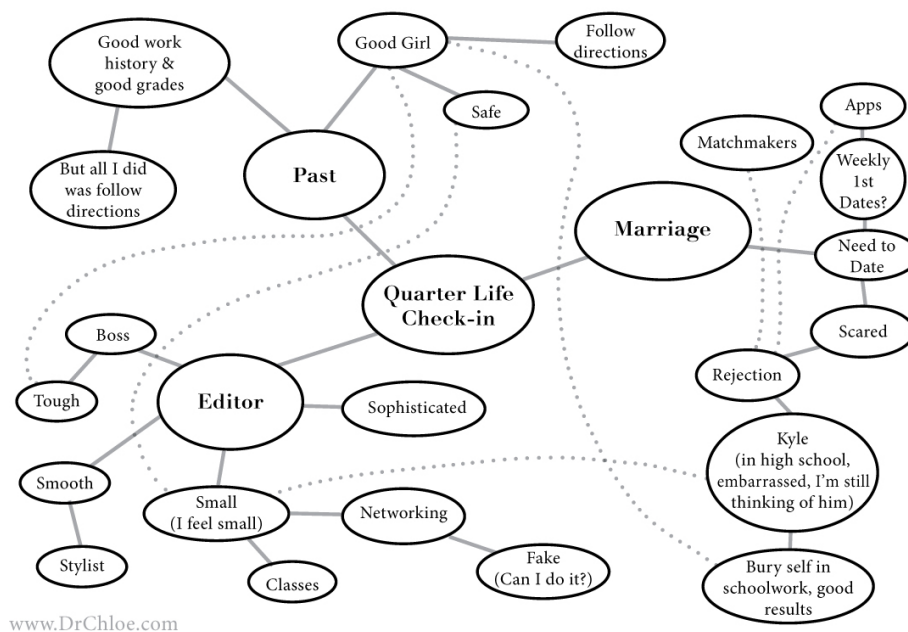 Good work
history &
good grades
Good Girl
Follow
directions
Safe
But all I did
was follow
directions
Past
Matchmakers
Apps
Weekly
1st
Dates?
Marriage
Need to
Date
Quarter Life
Check-in
Scared
Boss
Tough
Editor
Sophisticated
Rejection
Kyle
(in high school,
embarrassed, I'm still
thinking of him)
Smooth
Small
(I feel small)
Networking
Stylist
Classes
Fake
(Can I do it?)
Bury self in
schoolwork, good
results
www.DrChloe.com